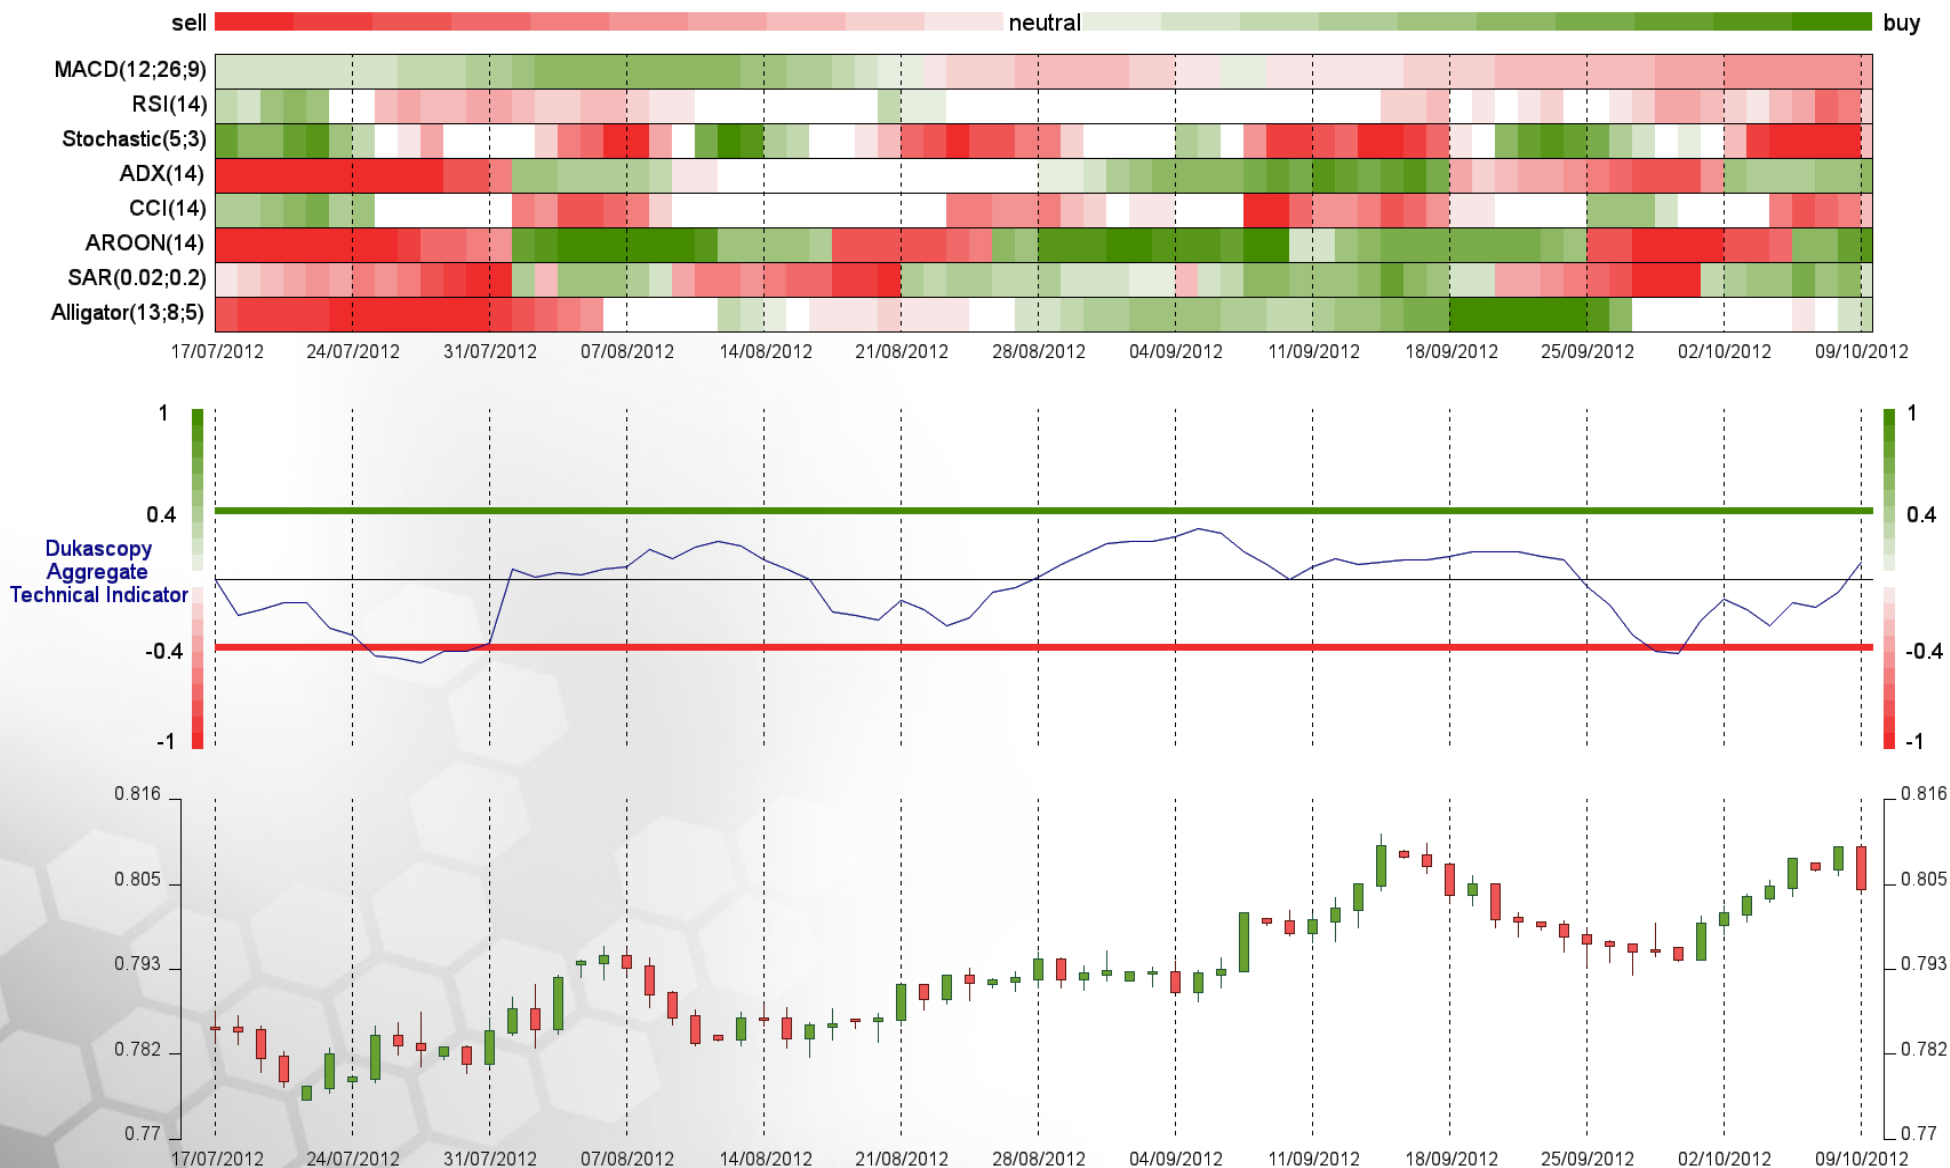 sell neutral buy
MACD(12;26;9)
RSI(14)
Stochastic(5;3)
ADX(14)
CCI(14)
AROON(14)
SAR(0.02;0.2)
Alligator(13;8;5)
17/07/2012 24/07/2012 31/07/2012 07/08/2012 14/08/2012 21/08/2012 28/08/2012 04/09/2012 11/09/2012 18/09/2012 25/09/2012 02/10/2012 09/10/2012
1 1
0.4 0.4
Dukascopy
Aggregate
Technical Indicator
-0.4 -0.4
-1 -1
0.816 0.816
0.805 0.805
0.793 0.793
0.782 0.782
0.77 0.77
17/07/2012 24/07/2012 31/07/2012 07/08/2012 14/08/2012 21/08/2012 28/08/2012 04/09/2012 11/09/2012 18/09/2012 25/09/2012 02/10/2012 09/10/2012